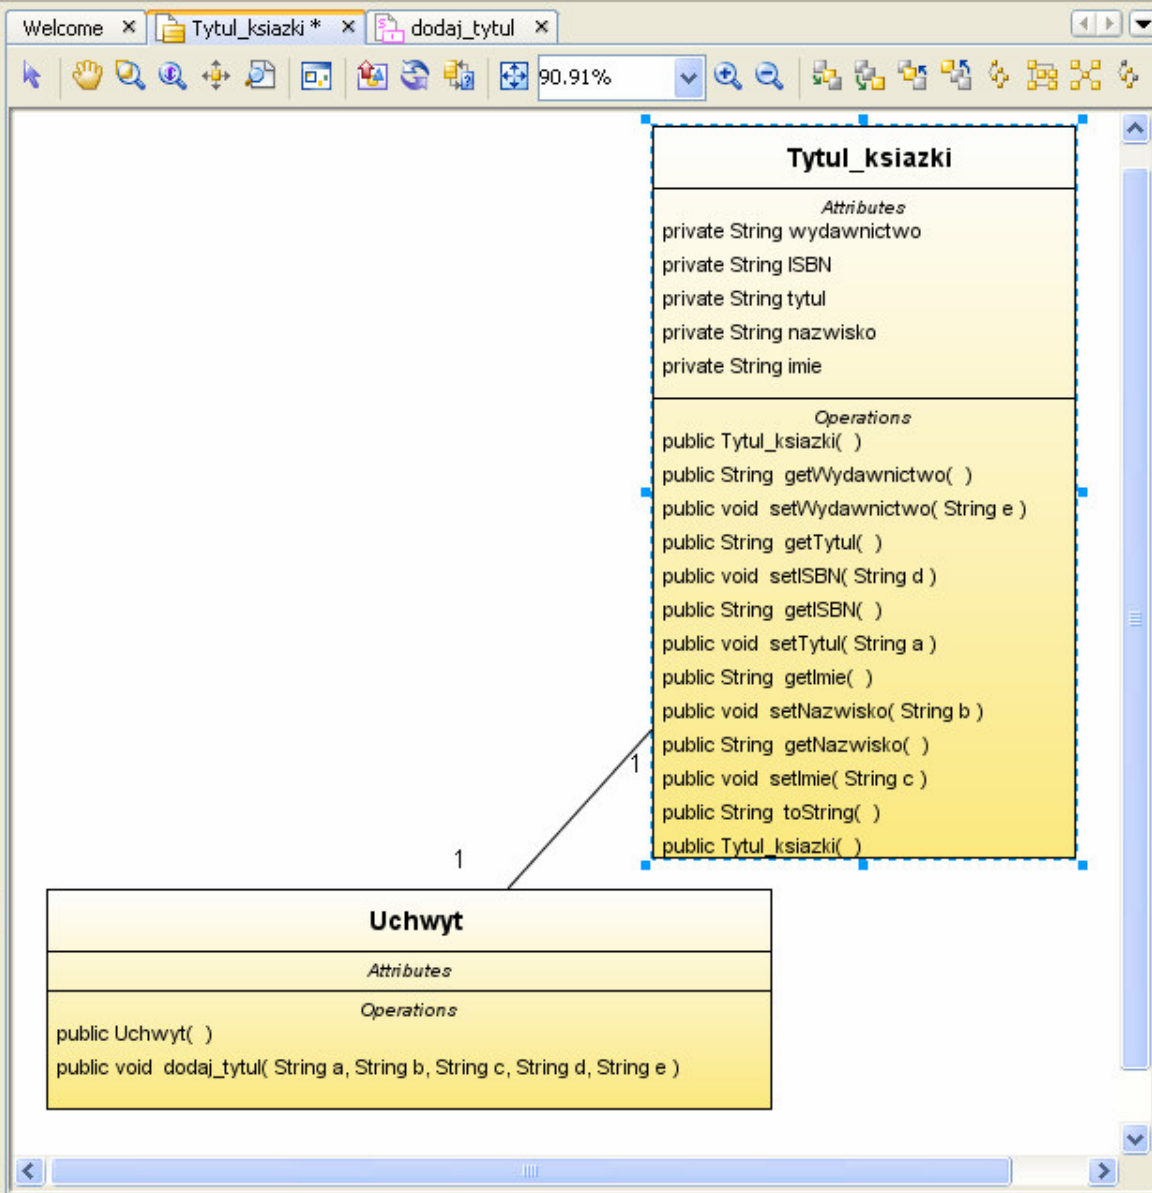 Welcome Tytul_ksiazki * dodaj_tytul
90.91%
Tytul_ksiazki
Attributes
private String wydawnictwo
private String ISBN
private String tytul
private String nazwisko
private String imie
Operations
public Tytul_ksiazki(  )
public String  getWydawnictwo(  )
public void  setWydawnictwo( String e )
public String  getTytul(  )
public void  setISBN( String d )
public String  getISBN(  )
public void  setTytul( String a )
public String  getImie(  )
public void  setNazwisko( String b )
public String  getNazwisko(  )
public void  setImie( String c )
public String  toString(  )
public Tytul_ksiazki(  )
1
1
Uchwyt
Attributes
Operations
public Uchwyt(  )
public void  dodaj_tytul( String a, String b, String c, String d, String e )